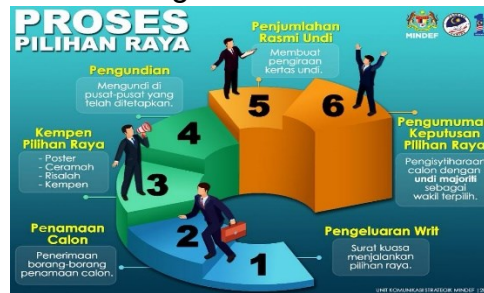 PROSES
PILIHAN RAYA
MINDEF
Penjumlahan
Rasmi Undi
Membuat
pengiraan
kertas undi.
Pengundian
Mengundi di
pusat-pusat yang
telah ditetapkan.
Kempen
Pilihan Raya
- Poster
- Ceramah
- Risalah
- Kempen
Penamaan
Calon
Penerimaan
borang-borang
penamaan calon.
1
2
3
4
5
6
Pengumuman
Keputusan
Pilihan Raya
Pengisytiharaan
calon dengan
undi majoriti
sebagai
wakil terpilih.
Pengeluaran Writ
Surat kuasa
menjalankan
pilihan raya.
UNIT KOMUNIKASI STRATEGIK MINDEF